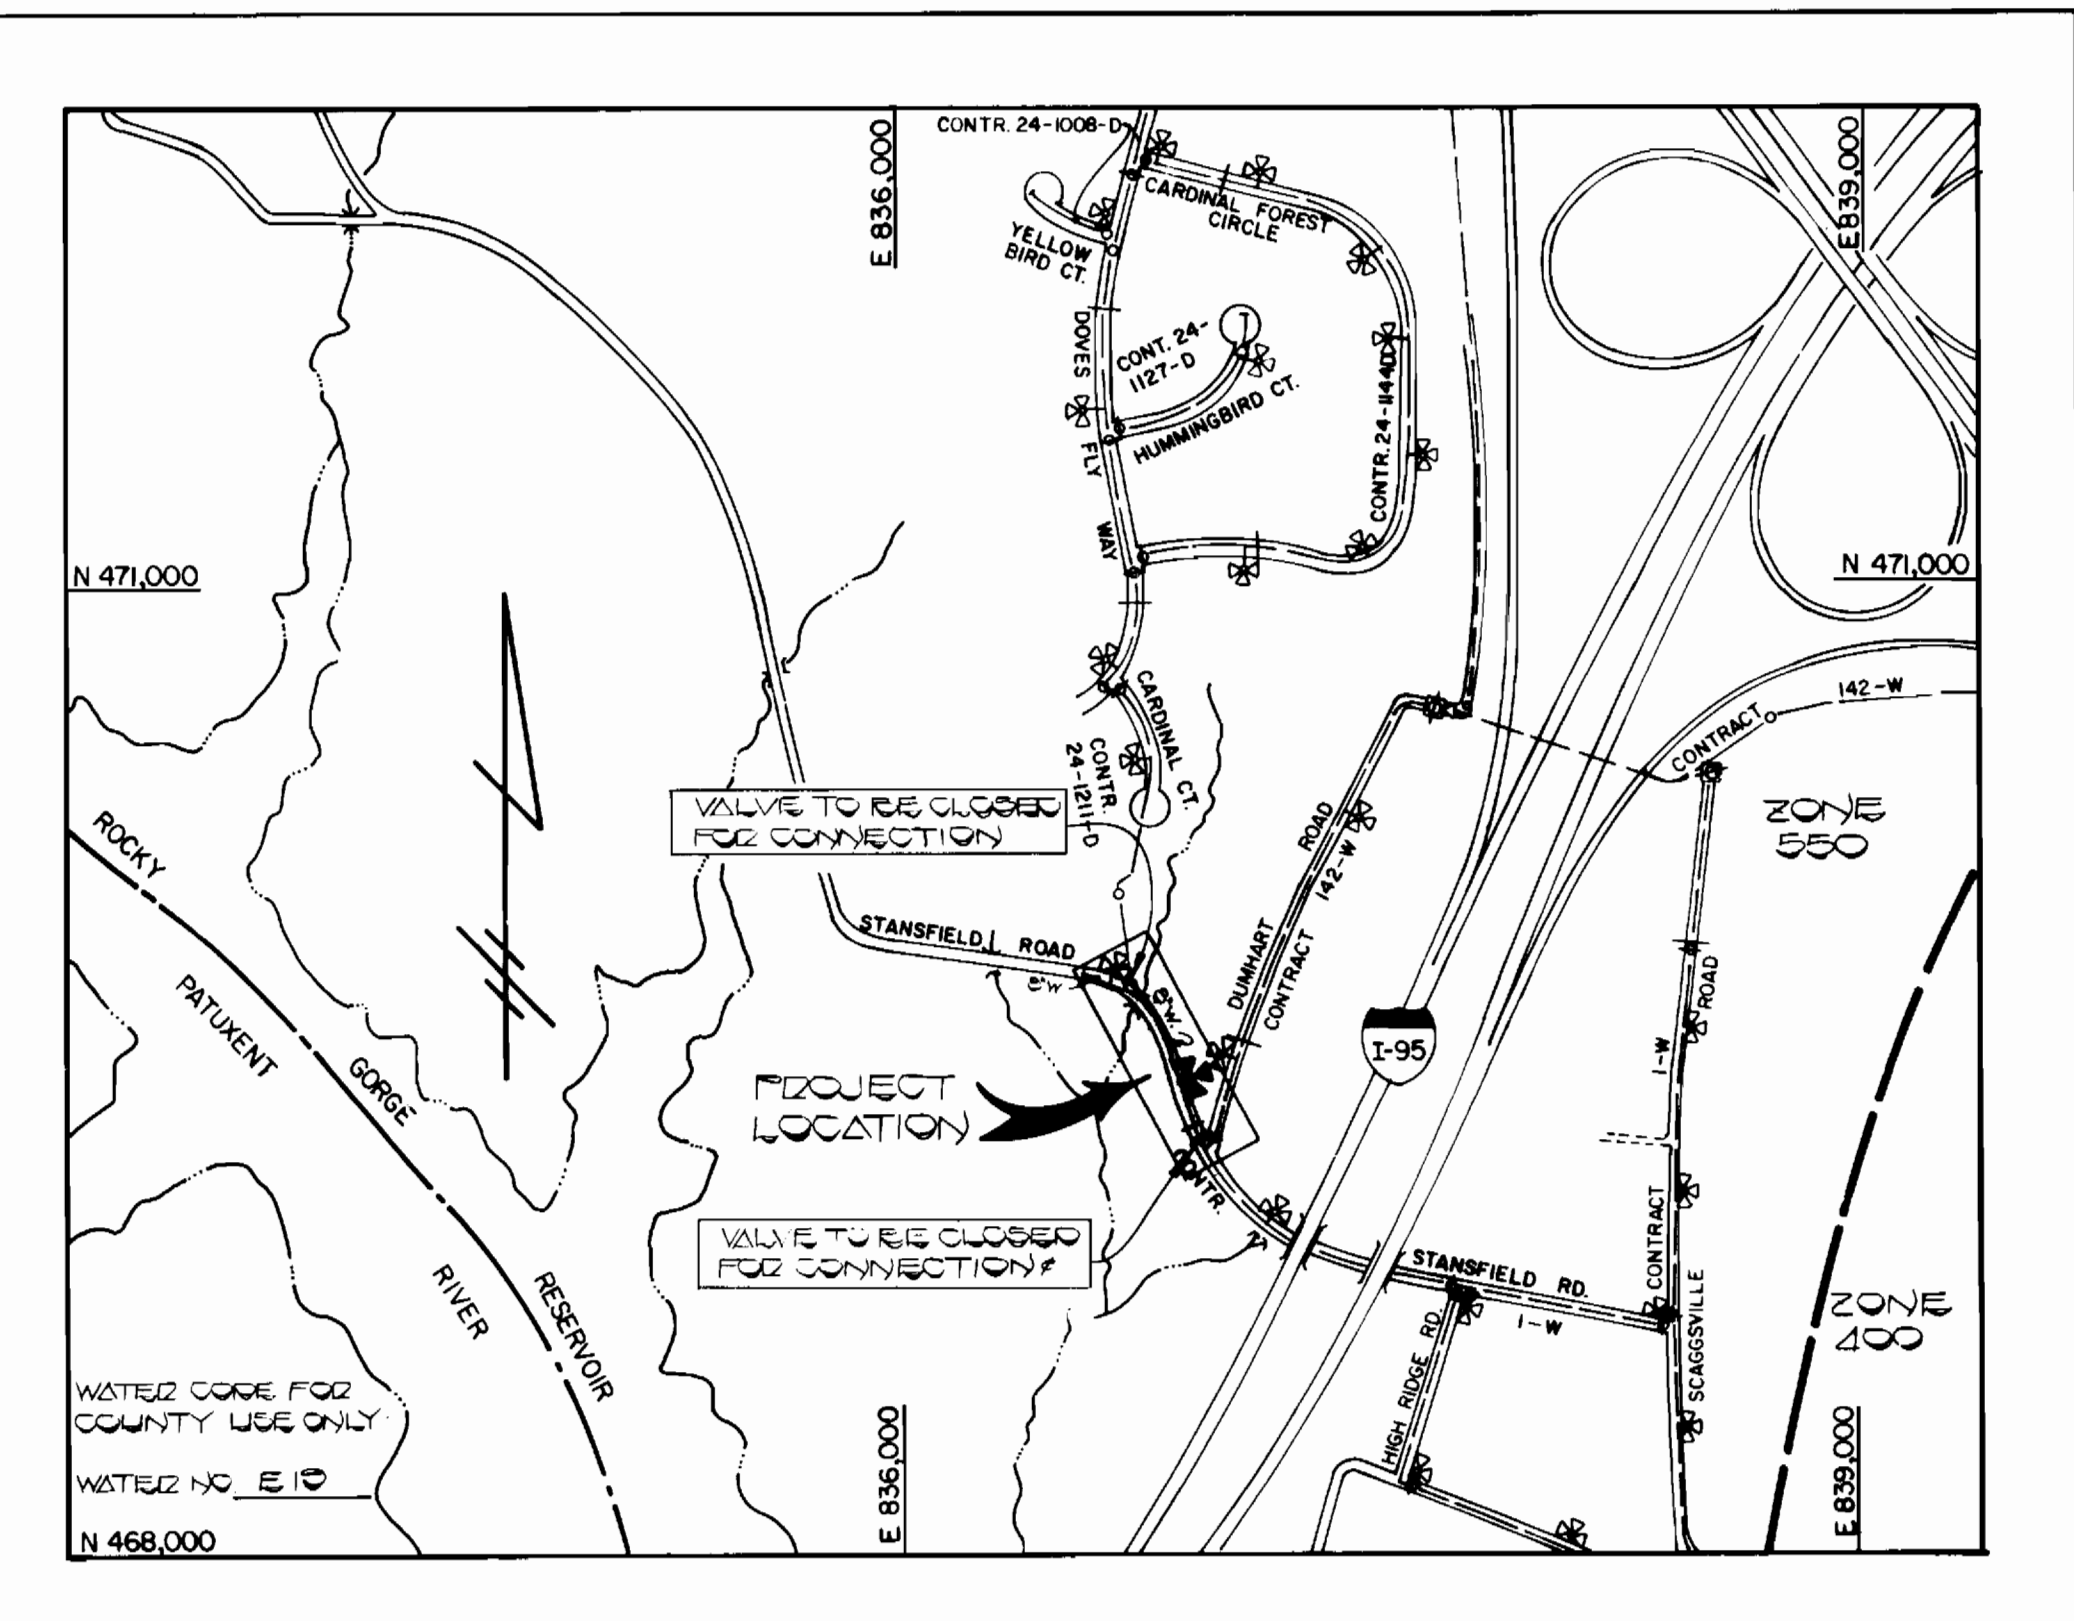 CONTR. 24-1008-D
E 836,000
E 839,000
CARDINAL FOREST
CIRCLE
YELLOW
BIRD CT.
DOVES FLY WAY
CONT. 24-
1127-D
HUMMINGBIRD CT.
CONTR. 24-1144D
N 471,000
N 471,000
CARDINAL CT.
CONTR.
24-1211-D
142-W
CONTRACT
VALVE TO BE CLOSED
FOR CONNECTION
ROAD
142-W
ZONE
550
ROCKY
GORGE
RESERVOIR
PATUXENT
RIVER
STANSFIELD ROAD
8"W
8"W.
DUMHART
CONTRACT
ROAD
I-95
1-W
PROJECT
LOCATION
CONTR.
VALVE TO BE CLOSED
FOR CONNECTION
STANSFIELD RD.
1-W
CONTRACT
SCAGGSVILLE
HIGH RIDGE RD.
ZONE
400
WATER CODE FOR
COUNTY USE ONLY
WATER NO. E19
N 468,000
E 836,000
E 839,000